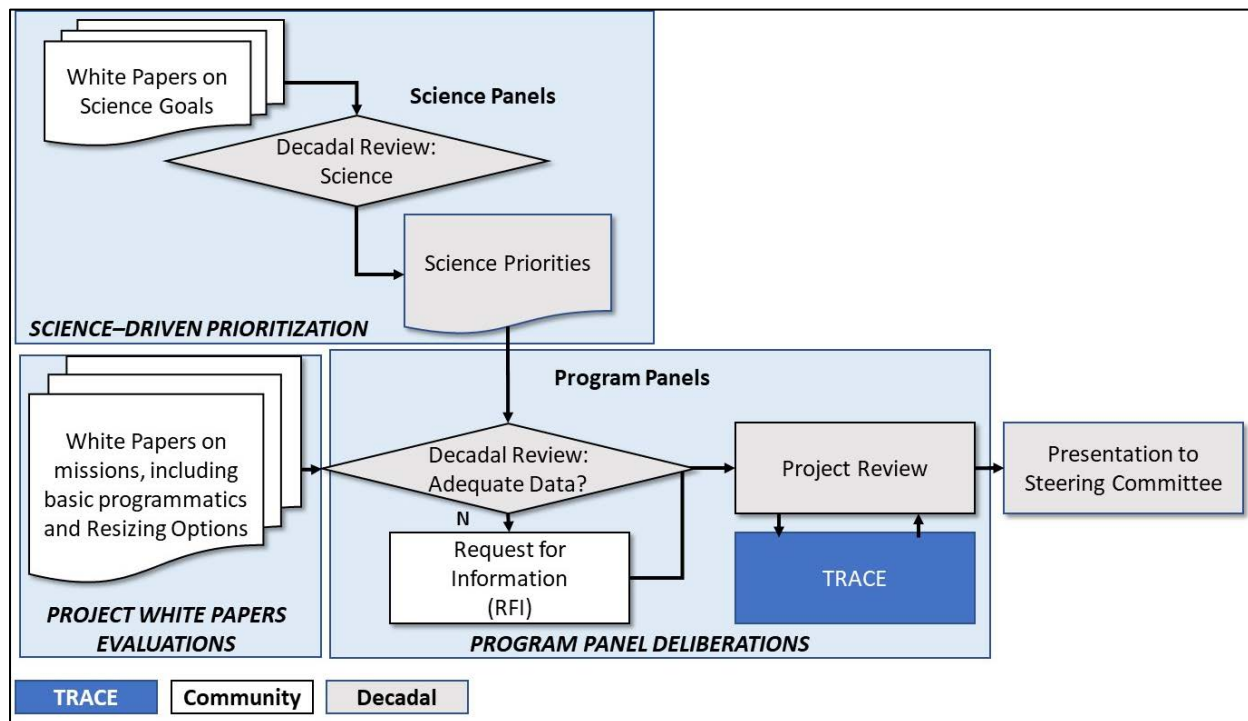 White Papers on
Science Goals
Science Panels
Decadal Review:
Science
Science Priorities
SCIENCE–DRIVEN PRIORITIZATION
Program Panels
White Papers on
missions, including
basic programmatics
and Resizing Options
Decadal Review:
Adequate Data?
Project Review
Presentation to
Steering Committee
N
Request for
Information
(RFI)
TRACE
PROJECT WHITE PAPERS
EVALUATIONS
PROGRAM PANEL DELIBERATIONS
TRACE
Community
Decadal